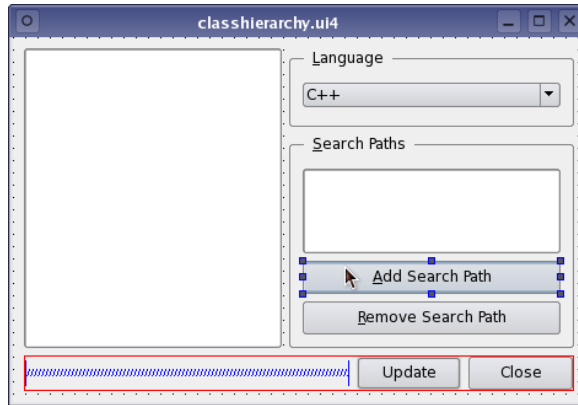 classhierarchy.ui4
Language
C++
Search Paths
Add Search Path
Remove Search Path
Update Close